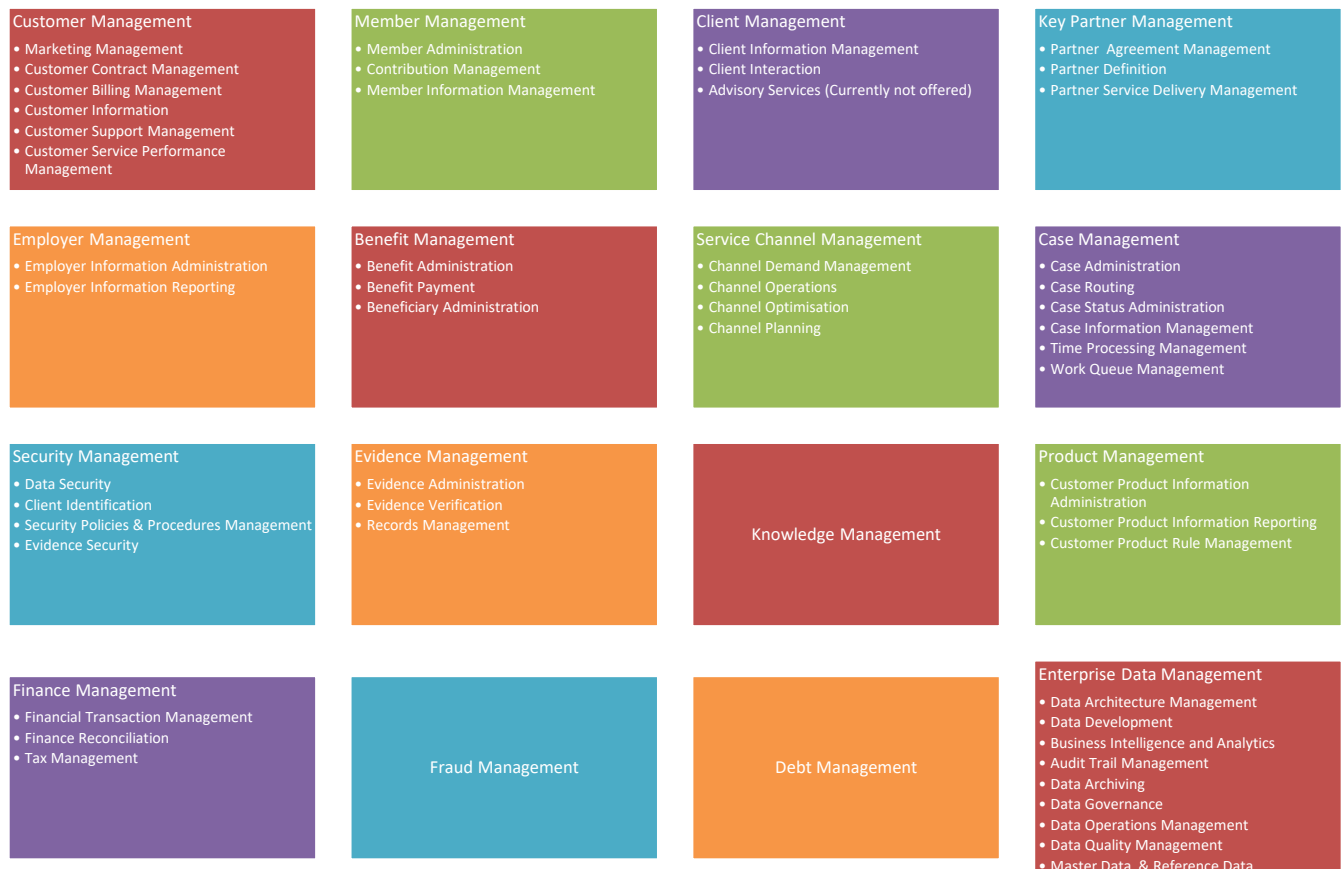 Customer Management
• Marketing Management
• Customer Contract Management
• Customer Billing Management
• Customer Information
• Customer Support Management
• Customer Service Performance
Management
Member Management
• Member Administration
• Contribution Management
• Member Information Management
Client Management
• Client Information Management
• Client Interaction
• Advisory Services (Currently not offered)
Key Partner Management
• Partner Agreement Management
• Partner Definition
• Partner Service Delivery Management
Employer Management
• Employer Information Administration
• Employer Information Reporting
Benefit Management
• Benefit Administration
• Benefit Payment
• Beneficiary Administration
Service Channel Management
• Channel Demand Management
• Channel Operations
• Channel Optimisation
• Channel Planning
Case Management
• Case Administration
• Case Routing
• Case Status Administration
• Case Information Management
• Time Processing Management
• Work Queue Management
Security Management
• Data Security
• Client Identification
• Security Policies & Procedures Management
• Evidence Security
Evidence Management
• Evidence Administration
• Evidence Verification
• Records Management
Knowledge Management
Product Management
• Customer Product Information
Administration
• Customer Product Information Reporting
• Customer Product Rule Management
Finance Management
• Financial Transaction Management
• Finance Reconciliation
• Tax Management
Fraud Management
Debt Management
Enterprise Data Management
• Data Architecture Management
• Data Development
• Business Intelligence and Analytics
• Audit Trail Management
• Data Archiving
• Data Governance
• Data Operations Management
• Data Quality Management
• Master Data & Reference Data